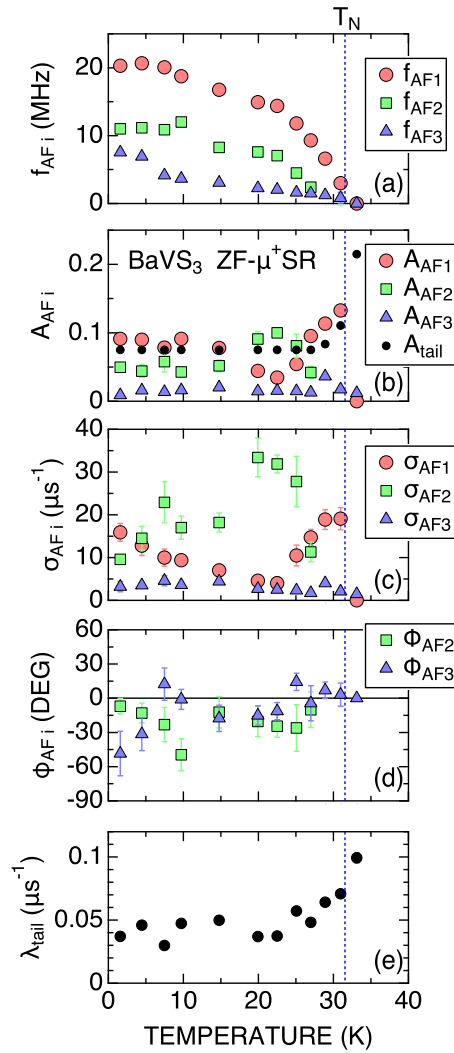 T_N
20
10
0
f_AF i (MHz)
f_AF1
f_AF2
f_AF3
(a)
0.2
0.1
0
A_AF i
BaVS₃ ZF-μ⁺SR
A_AF1
A_AF2
A_AF3
A_tail
(b)
40
30
20
10
0
σ_AF i (μs⁻¹)
σ_AF1
σ_AF2
σ_AF3
(c)
60
30
0
-30
-60
-90
Φ_AF i (DEG)
Φ_AF2
Φ_AF3
(d)
0.1
0.05
0
λ_tail (μs⁻¹)
(e)
0 10 20 30 40
TEMPERATURE (K)